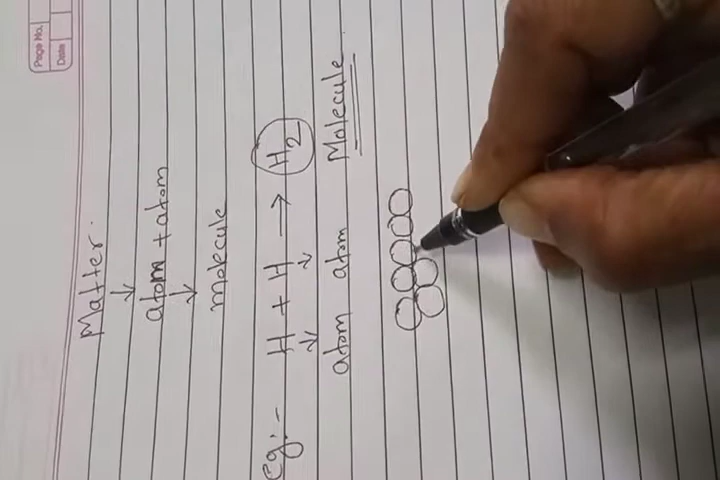 Page No.
Date
Matter.
↓
atom + atom
↓
molecule
eg:- H + H → H2
↓ ↓
atom atom Molecule.